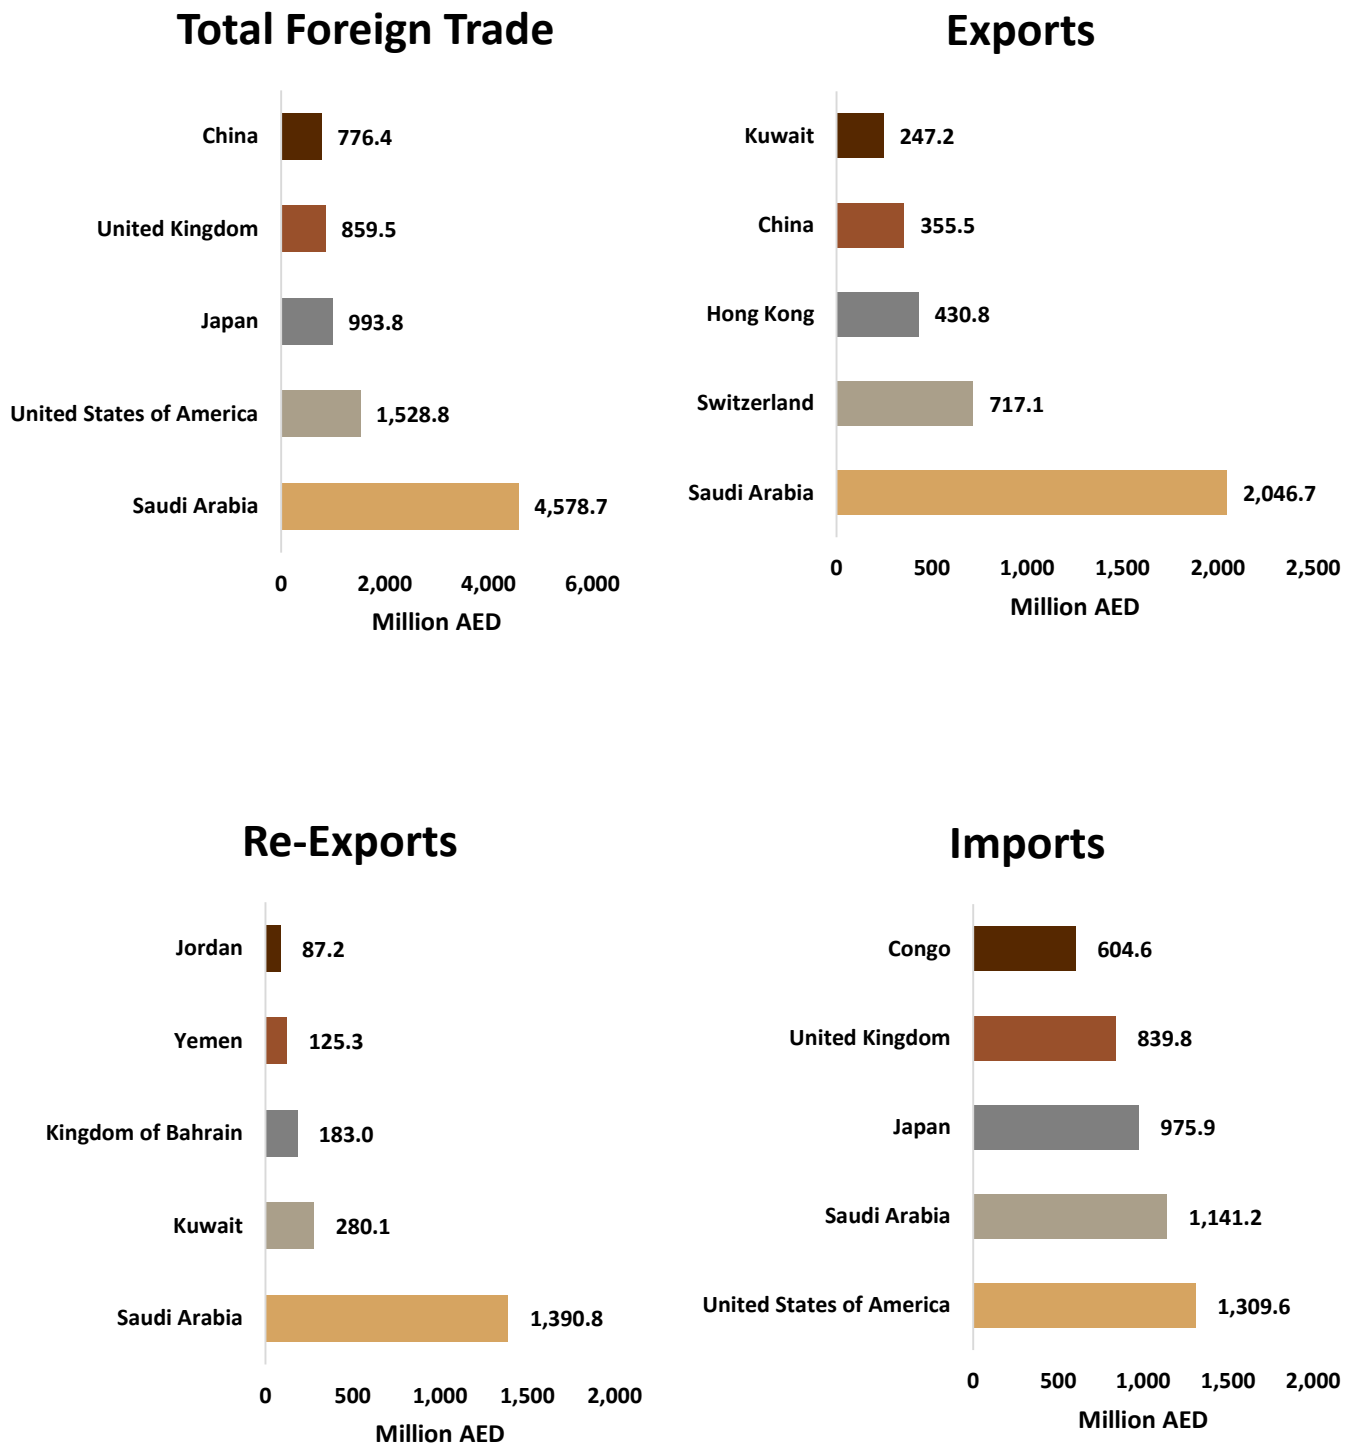 Total Foreign Trade
China 776.4
United Kingdom 859.5
Japan 993.8
United States of America 1,528.8
Saudi Arabia 4,578.7
0 2,000 4,000 6,000
Million AED
Exports
Kuwait 247.2
China 355.5
Hong Kong 430.8
Switzerland 717.1
Saudi Arabia 2,046.7
0 500 1,000 1,500 2,000 2,500
Million AED
Re-Exports
Jordan 87.2
Yemen 125.3
Kingdom of Bahrain 183.0
Kuwait 280.1
Saudi Arabia 1,390.8
0 500 1,000 1,500 2,000
Million AED
Imports
Congo 604.6
United Kingdom 839.8
Japan 975.9
Saudi Arabia 1,141.2
United States of America 1,309.6
0 500 1,000 1,500 2,000
Million AED